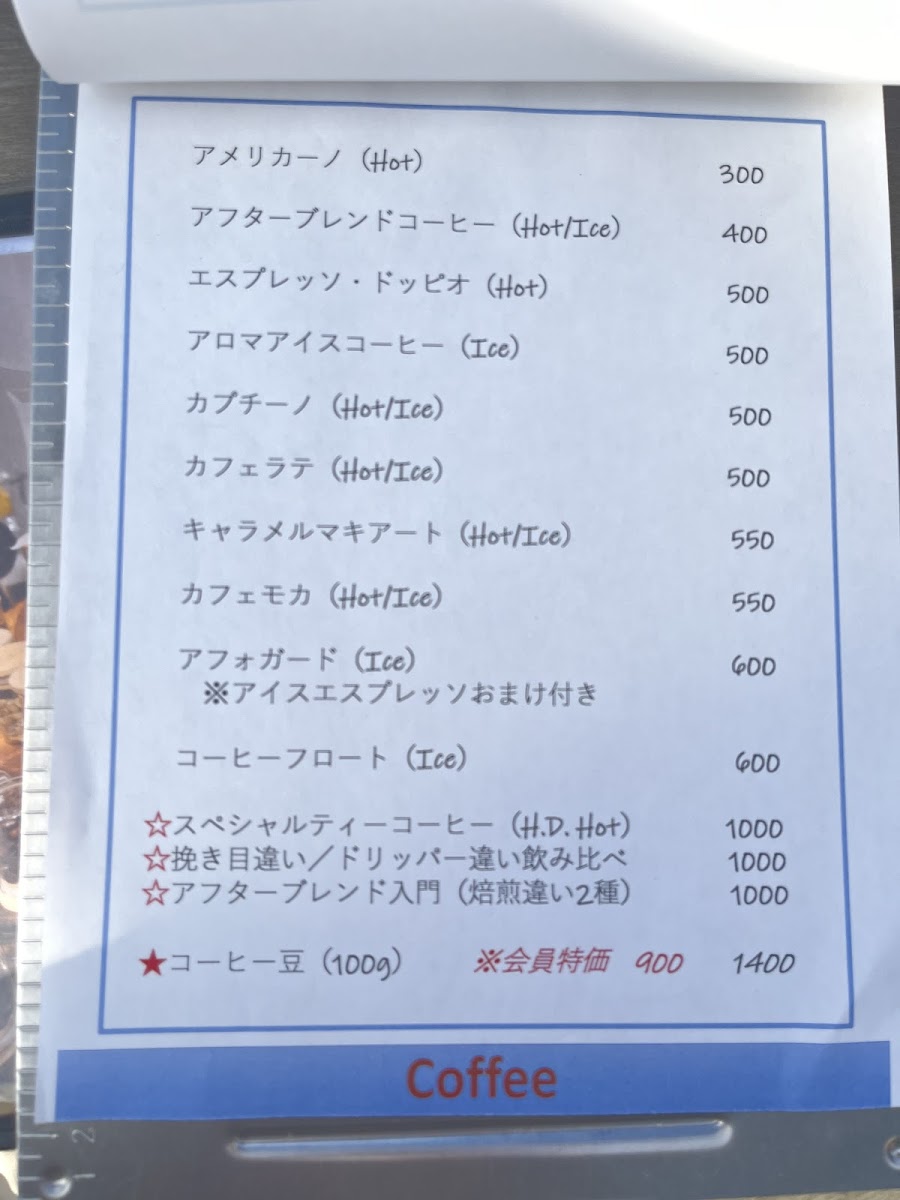 アメリカーノ（Hot） 300
アフターブレンドコーヒー（Hot/Ice） 400
エスプレッソ・ドッピオ（Hot） 500
アロマアイスコーヒー（Ice） 500
カプチーノ（Hot/Ice） 500
カフェラテ（Hot/Ice） 500
キャラメルマキアート（Hot/Ice） 550
カフェモカ（Hot/Ice） 550
アフォガード（Ice） 600
※アイスエスプレッソおまけ付き
コーヒーフロート（Ice） 600
☆スペシャルティーコーヒー（H.D. Hot） 1000
☆挽き目違い／ドリッパー違い飲み比べ 1000
☆アフターブレンド入門（焙煎違い2種） 1000
★コーヒー豆（100g） ※会員特価 900 1400
Coffee
2